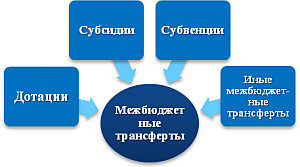 Субсидии
Субвенции
Дотации
Иные
межбюджет-
ные
трансферты
Межбюджет
ные
трансферты